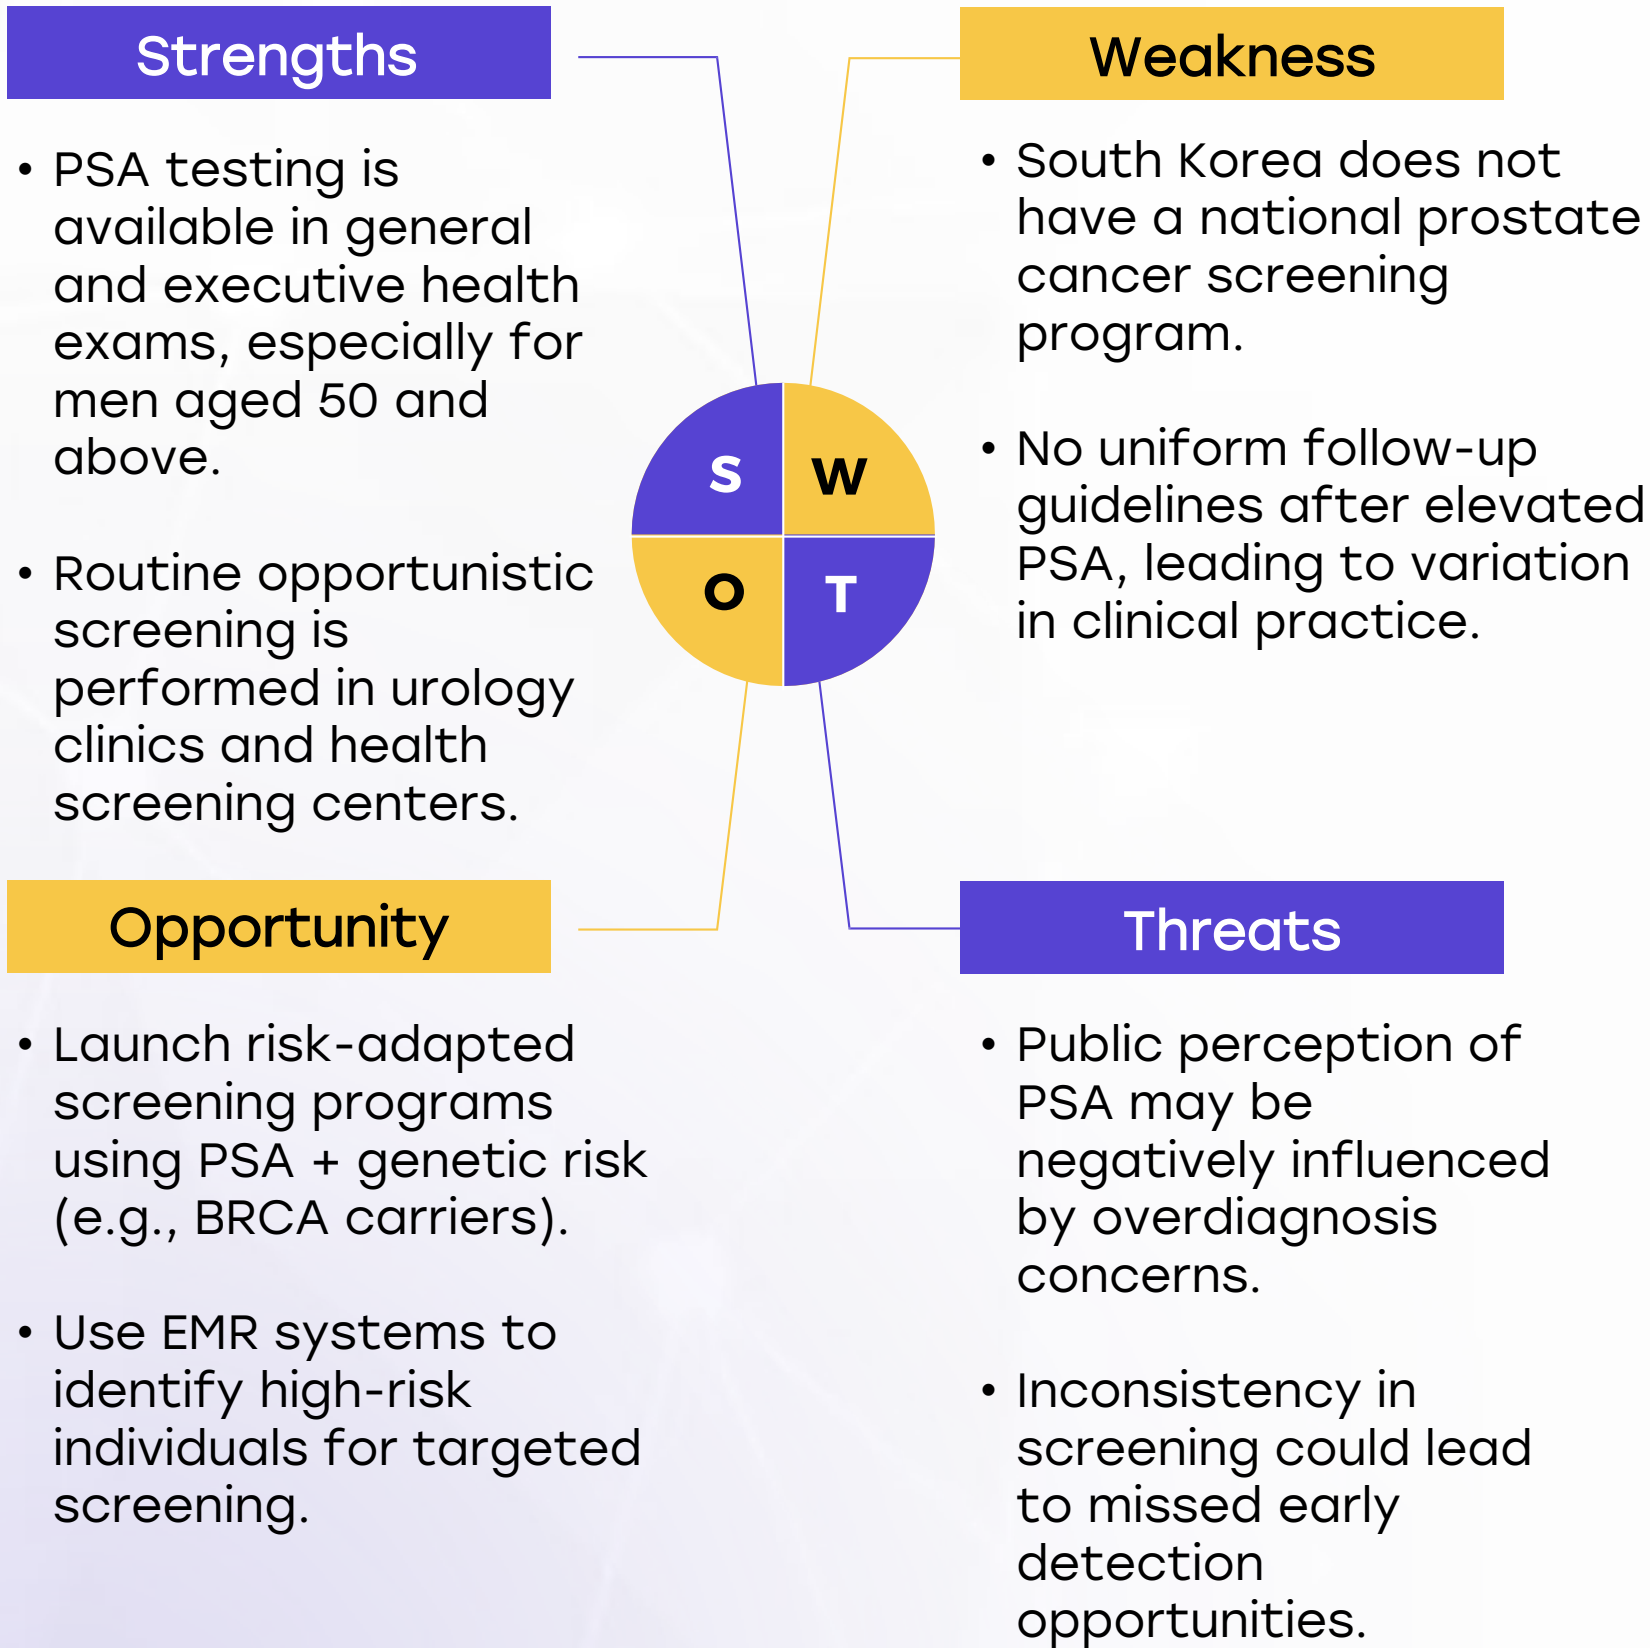 Strengths
• PSA testing is
available in general
and executive health
exams, especially for
men aged 50 and
above.
• Routine opportunistic
screening is
performed in urology
clinics and health
screening centers.
Weakness
• South Korea does not
have a national prostate
cancer screening
program.
• No uniform follow-up
guidelines after elevated
PSA, leading to variation
in clinical practice.
S
W
O
T
Opportunity
• Launch risk-adapted
screening programs
using PSA + genetic risk
(e.g., BRCA carriers).
• Use EMR systems to
identify high-risk
individuals for targeted
screening.
Threats
• Public perception of
PSA may be
negatively influenced
by overdiagnosis
concerns.
• Inconsistency in
screening could lead
to missed early
detection
opportunities.